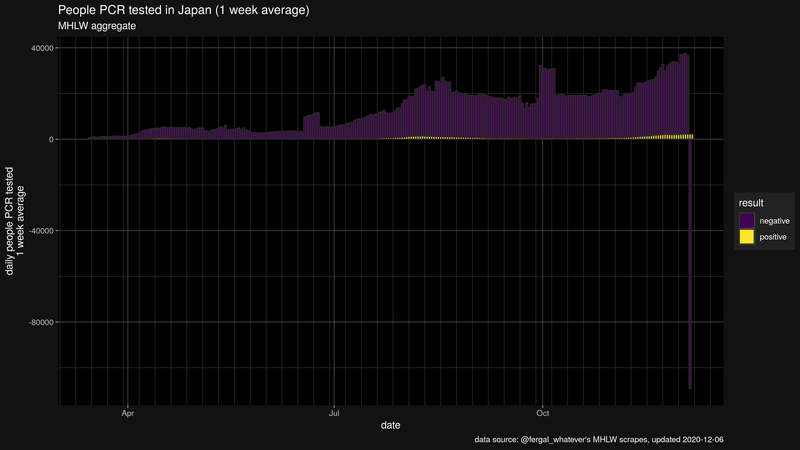 People PCR tested in Japan (1 week average)
MHLW aggregate
daily people PCR tested
1 week average
40000
0
-40000
-80000
Apr
Jul
Oct
date
result
negative
positive
data source: @fergal_whatever's MHLW scrapes, updated 2020-12-06